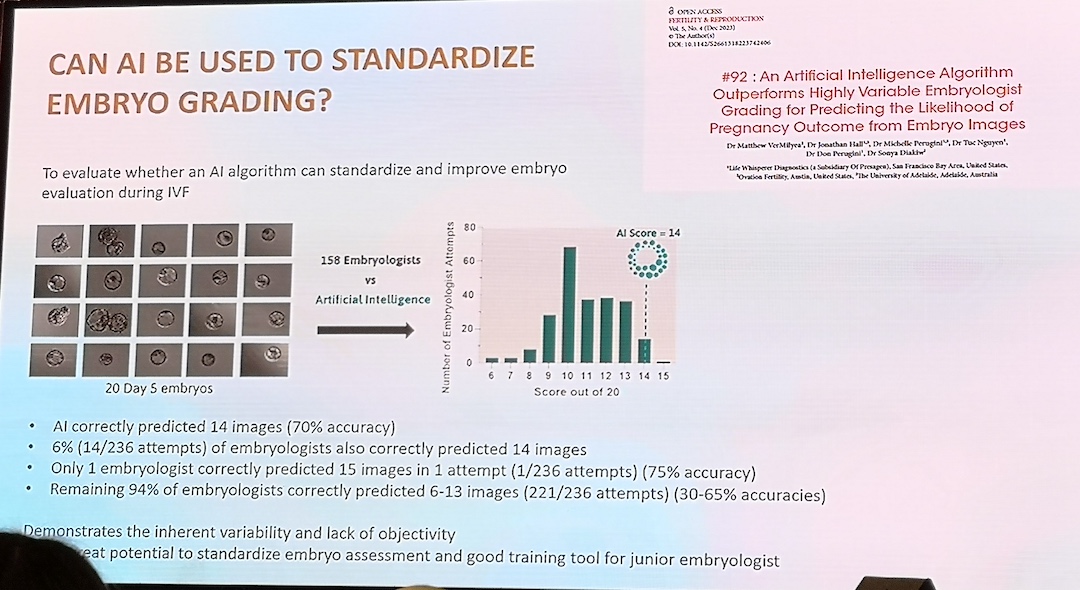 OPEN ACCESS
FERTILITY & REPRODUCTION
Vol. 5, No. 4 (Dec 2023)
© The Author(s)
DOI: 10.1142/S2661318223742406
CAN AI BE USED TO STANDARDIZE
EMBRYO GRADING?
#92 : An Artificial Intelligence Algorithm
Outperforms Highly Variable Embryologist
Grading for Predicting the Likelihood of
Pregnancy Outcome from Embryo Images
Dr Matthew VerMilyea¹, Dr Jonathan Hall, Dr Michelle Perugini, Dr Tuc Nguyen¹,
Dr Don Perugini¹, Dr Sonya Diakiw²
Life Whisperer Diagnostics (a Subsidiary Of Presagen), San Francisco Bay Area, United States,
Ovation Fertility, Austin, United States, ³The University of Adelaide, Adelaide, Australia
To evaluate whether an AI algorithm can standardize and improve embryo
evaluation during IVF
158 Embryologists
vs
Artificial Intelligence
20 Day 5 embryos
Number of Embryologist Attempts
80
60
40
20
0
AI Score = 14
6 7 8 9 10 11 12 13 14 15
Score out of 20
• AI correctly predicted 14 images (70% accuracy)
• 6% (14/236 attempts) of embryologists also correctly predicted 14 images
• Only 1 embryologist correctly predicted 15 images in 1 attempt (1/236 attempts) (75% accuracy)
• Remaining 94% of embryologists correctly predicted 6-13 images (221/236 attempts) (30-65% accuracies)
Demonstrates the inherent variability and lack of objectivity
potential to standardize embryo assessment and good training tool for junior embryologist